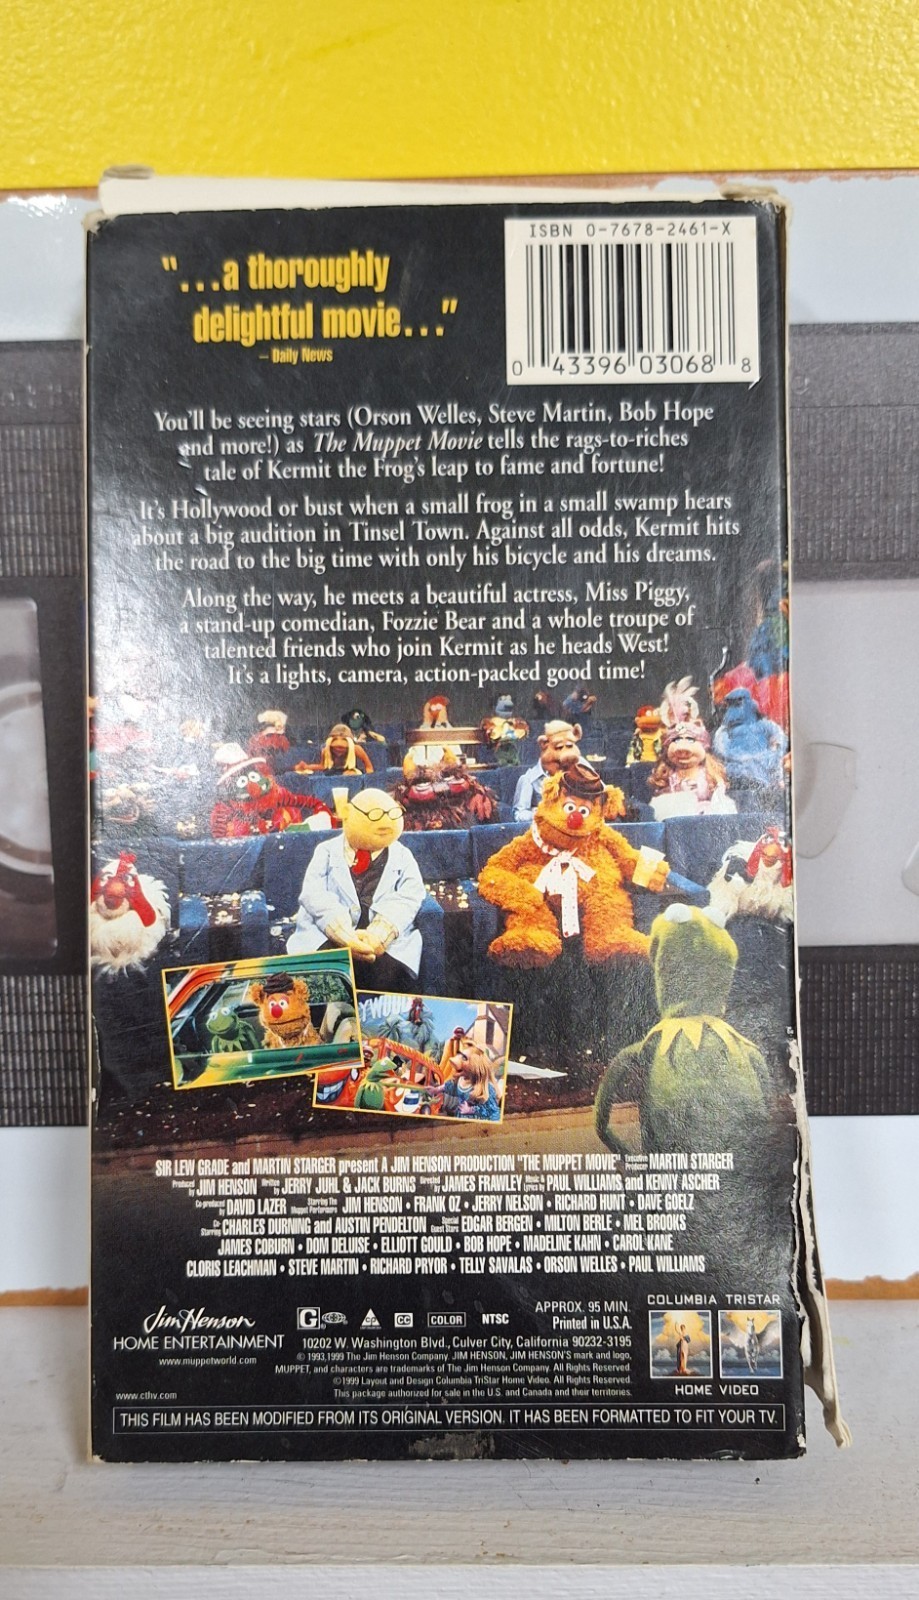 "...a thoroughly
delightful movie..."
– Daily News
ISBN 0-7678-2461-X
0 43396 03068 8
You'll be seeing stars (Orson Welles, Steve Martin, Bob Hope
and more!) as The Muppet Movie tells the rags-to-riches
tale of Kermit the Frog's leap to fame and fortune!
It's Hollywood or bust when a small frog in a small swamp hears
about a big audition in Tinsel Town. Against all odds, Kermit hits
the road to the big time with only his bicycle and his dreams.
Along the way, he meets a beautiful actress, Miss Piggy,
a stand-up comedian, Fozzie Bear and a whole troupe of
talented friends who join Kermit as he heads West!
It's a lights, camera, action-packed good time!
YWOOD
SIR LEW GRADE and MARTIN STARGER present A JIM HENSON PRODUCTION "THE MUPPET MOVIE" Executive Producer MARTIN STARGER
Produced by JIM HENSON Written by JERRY JUHL & JACK BURNS Directed by JAMES FRAWLEY Music & Lyrics by PAUL WILLIAMS and KENNY ASCHER
Co-produced by DAVID LAZER Starring The Muppet Performers JIM HENSON • FRANK OZ • JERRY NELSON • RICHARD HUNT • DAVE GOELZ
Co-Starring CHARLES DURNING and AUSTIN PENDELTON Special Guest Stars EDGAR BERGEN • MILTON BERLE • MEL BROOKS
JAMES COBURN • DOM DELUISE • ELLIOTT GOULD • BOB HOPE • MADELINE KAHN • CAROL KANE
CLORIS LEACHMAN • STEVE MARTIN • RICHARD PRYOR • TELLY SAVALAS • ORSON WELLES • PAUL WILLIAMS
Jim Henson
HOME ENTERTAINMENT
www.muppetworld.com
www.cthv.com
G CP CC COLOR NTSC
APPROX. 95 MIN.
Printed in U.S.A.
10202 W. Washington Blvd., Culver City, California 90232-3195
© 1993,1999 The Jim Henson Company. JIM HENSON, JIM HENSON'S mark and logo,
MUPPET, and characters are trademarks of The Jim Henson Company. All Rights Reserved.
©1999 Layout and Design Columbia TriStar Home Video. All Rights Reserved.
This package authorized for sale in the U.S. and Canada and their territories.
COLUMBIA TRISTAR
HOME VIDEO
THIS FILM HAS BEEN MODIFIED FROM ITS ORIGINAL VERSION. IT HAS BEEN FORMATTED TO FIT YOUR TV.